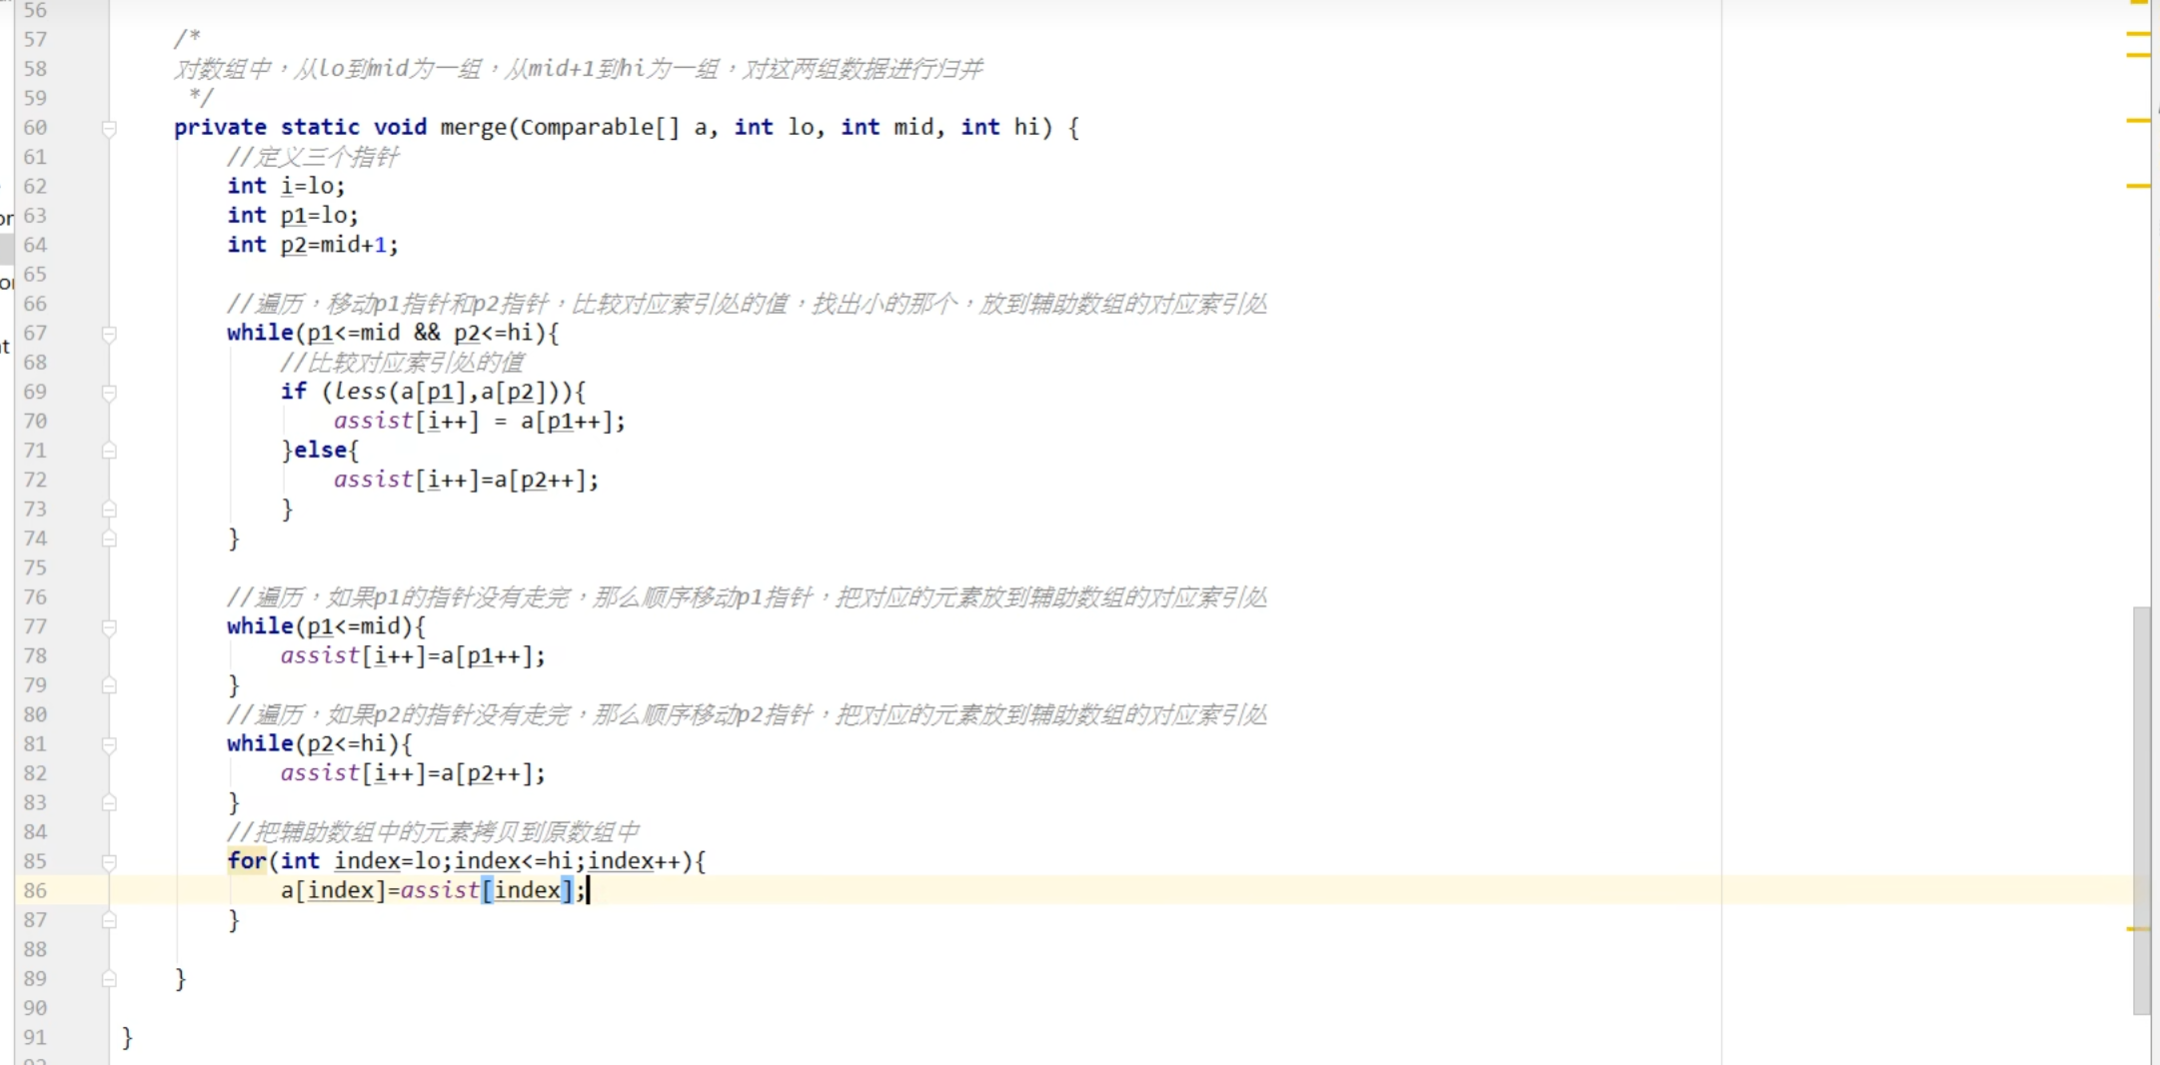 56
57 /*
58 对数组中，从lo到mid为一组，从mid+1到hi为一组，对这两组数据进行归并
59 */
60 private static void merge(Comparable[] a, int lo, int mid, int hi) {
61 //定义三个指针
62 int i=lo;
or 63 int p1=lo;
64 int p2=mid+1;
65
66 //遍历，移动p1指针和p2指针，比较对应索引处的值，找出小的那个，放到辅助数组的对应索引处
67 while(p1<=mid && p2<=hi){
68 //比较对应索引处的值
69 if (less(a[p1],a[p2])){
70 assist[i++] = a[p1++];
71 }else{
72 assist[i++]=a[p2++];
73 }
74 }
75
76 //遍历，如果p1的指针没有走完，那么顺序移动p1指针，把对应的元素放到辅助数组的对应索引处
77 while(p1<=mid){
78 assist[i++]=a[p1++];
79 }
80 //遍历，如果p2的指针没有走完，那么顺序移动p2指针，把对应的元素放到辅助数组的对应索引处
81 while(p2<=hi){
82 assist[i++]=a[p2++];
83 }
84 //把辅助数组中的元素拷贝到原数组中
85 for(int index=lo;index<=hi;index++){
86 a[index]=assist[index];
87 }
88
89 }
90
91 }